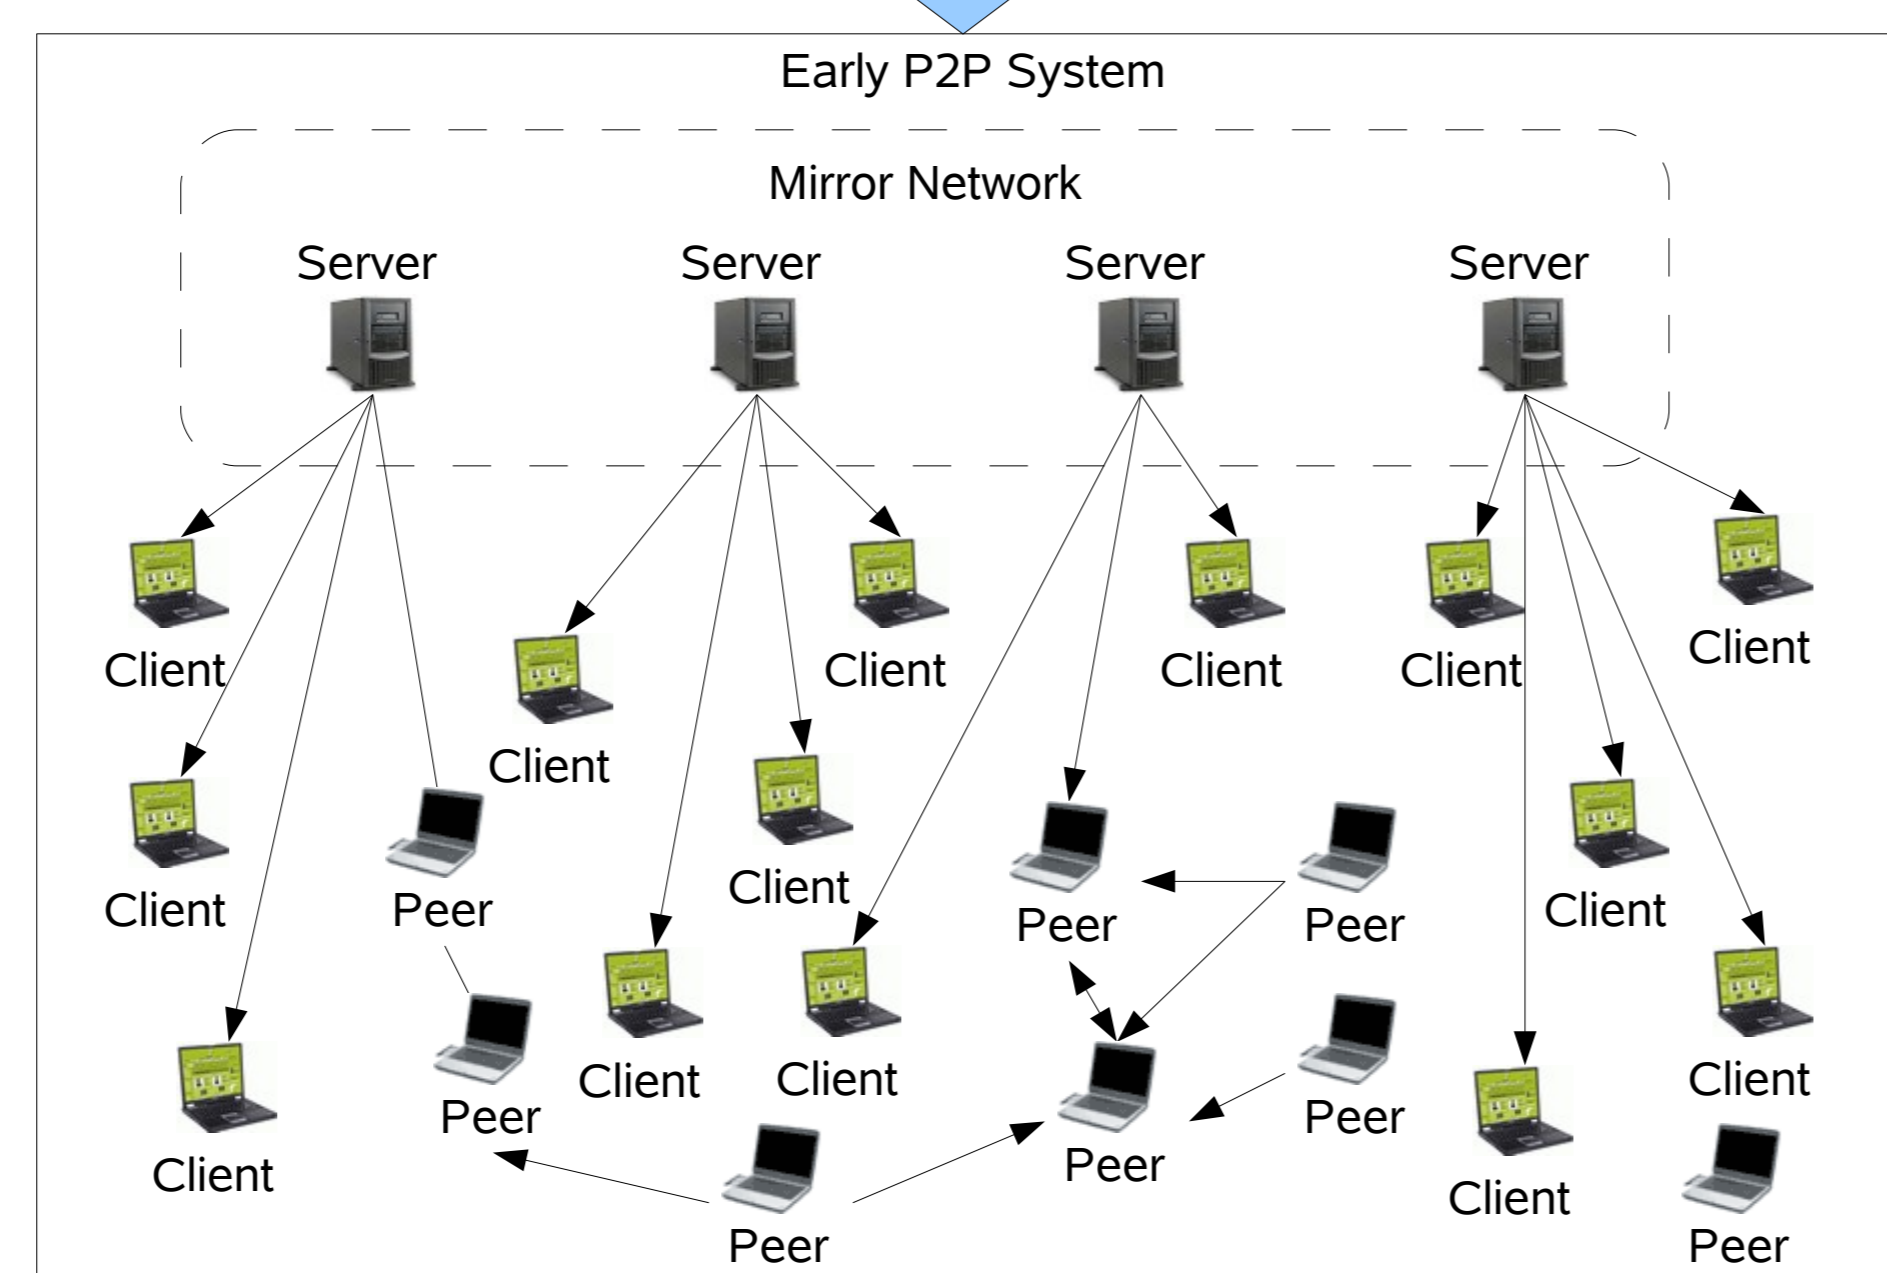 Early P2P System
Mirror Network
Server Server Server Server
Client Client Client Client Client
Client Client
Client Peer Client Peer Peer Client
Client Client Client
Peer Peer
Client Peer Client
Peer Peer